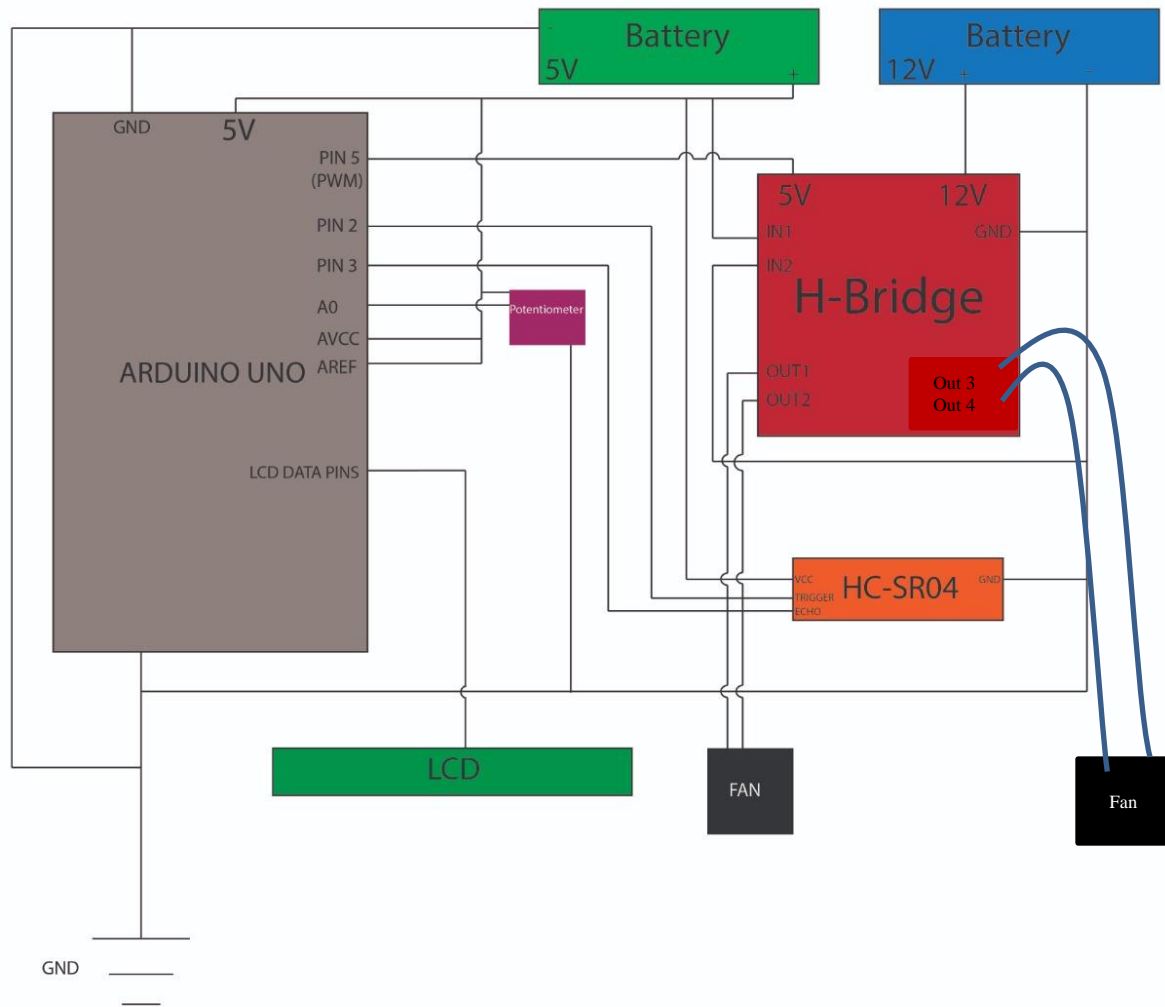 Battery
-
5V
+
Battery
12V
+
-
GND
5V
PIN 5
(PWM)
PIN 2
PIN 3
A0
AVCC
AREF
ARDUINO UNO
LCD DATA PINS
Potentiometer
5V
12V
IN1
GND
IN2
H-Bridge
OUT1
OUT2
Out 3
Out 4
VCC
TRIGGER
ECHO
HC-SR04
GND
LCD
FAN
Fan
GND